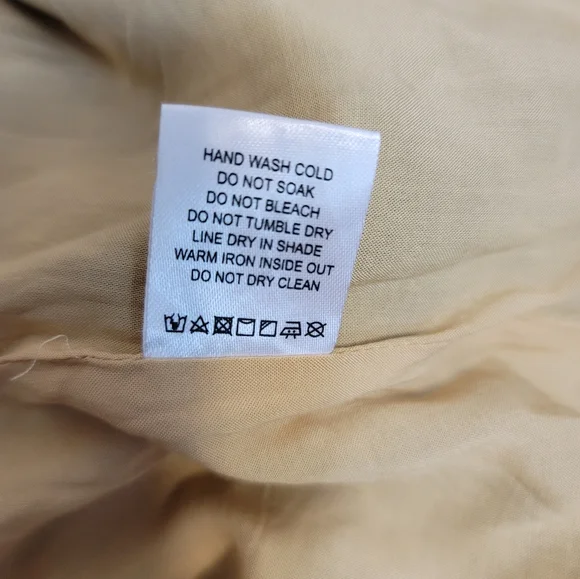 HAND WASH COLD
DO NOT SOAK
DO NOT BLEACH
DO NOT TUMBLE DRY
LINE DRY IN SHADE
WARM IRON INSIDE OUT
DO NOT DRY CLEAN